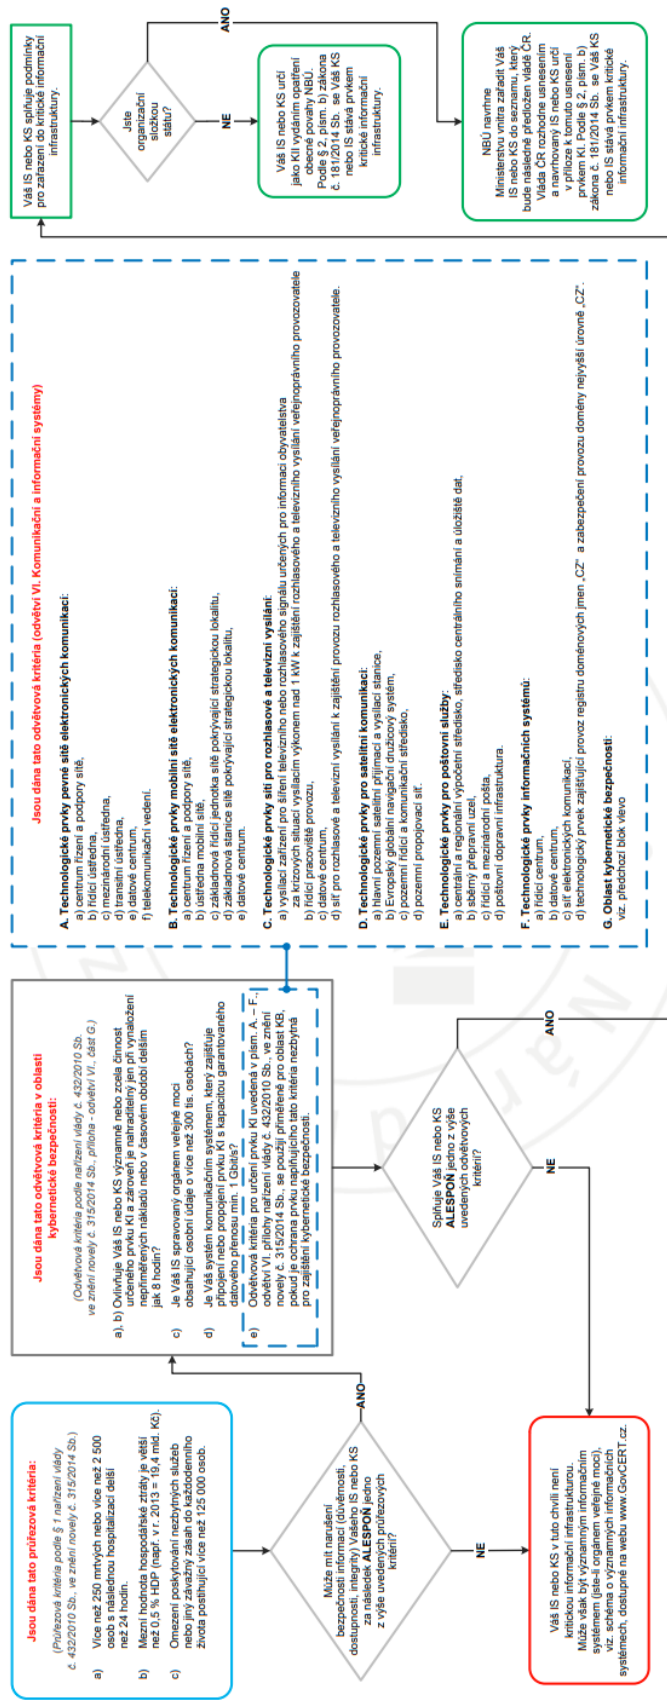 Jsou dána tato průřezová kritéria:
(Průřezová kritéria podle § 1 nařízení vlády
č. 432/2010 Sb., ve znění novely č. 315/2014 Sb.)
a) Více než 250 mrtvých nebo více než 2 500
osob s následnou hospitalizací delší
než 24 hodin.
b) Mezní hodnota hospodářské ztráty je větší
než 0,5 % HDP (např. v r. 2013 = 19,4 mld. Kč).
c) Omezení poskytování nezbytných služeb
nebo jiný závažný zásah do každodenního
života postihující více než 125 000 osob.
Může mít narušení
bezpečnosti informací (důvěrnosti,
dostupnosti, integrity) Vašeho IS nebo KS
za následek ALESPOŇ jedno
z výše uvedených průřezových
kritérií?
ANO
NE
Váš IS nebo KS v tuto chvíli není
kritickou informační infrastrukturou.
Může však být významným informačním
systémem (jste-li orgánem veřejné moci),
viz. schéma o významných informačních
systémech, dostupné na webu www.GovCERT.cz.
Jsou dána tato odvětvová kritéria v oblasti
kybernetické bezpečnosti:
(Odvětvová kritéria podle nařízení vlády č. 432/2010 Sb.
ve znění novely č. 315/2014 Sb., příloha - odvětví VI., část G.)
a), b) Ovlivňuje Váš IS nebo KS významně nebo zcela činnost
určeného prvku KI a zároveň je nahraditelný jen při vynaložení
nepřiměřených nákladů nebo v časovém období delším
jak 8 hodin?
c) Je Váš IS spravovaný orgánem veřejné moci
obsahující osobní údaje o více než 300 tis. osobách?
d) Je Váš systém komunikačním systémem, který zajišťuje
připojení nebo propojení prvku KI s kapacitou garantovaného
datového přenosu min. 1 Gbit/s?
e) Odvětvová kritéria pro určení prvku KI uvedená v písm. A. – F.,
odvětví VI, přílohy nařízení vlády č. 432/2010 Sb., ve znění
novely č. 315/2014 Sb., se použijí přiměřeně pro oblast KB,
pokud je ochrana prvku naplňujícího tato kritéria nezbytná
pro zajištění kybernetické bezpečnosti.
Splňuje Váš IS nebo KS
ALESPOŇ jedno z výše
uvedených odvětvových
kritérií?
ANO
NE
Jsou dána tato odvětvová kritéria (odvětví VI. Komunikační a informační systémy)
A. Technologické prvky pevné sítě elektronických komunikací:
a) centrum řízení a podpory sítě,
b) řídící ústředna,
c) mezinárodní ústředna,
d) transitní ústředna,
e) datové centrum,
f) telekomunikační vedení.
B. Technologické prvky mobilní sítě elektronických komunikací:
a) centrum řízení a podpory sítě,
b) ústředna mobilní sítě,
c) základnová řídící jednotka sítě pokrývající strategickou lokalitu,
d) základnová stanice sítě pokrývající strategickou lokalitu,
e) datové centrum.
C. Technologické prvky sítí pro rozhlasové a televizní vysílání:
a) vysílací zařízení pro šíření televizního nebo rozhlasového signálu určených pro informaci obyvatelstva
za krizových situací vysílacím výkonem nad 1 kW k zajištění rozhlasového a televizního vysílání veřejnoprávního provozovatele
b) řídící pracoviště provozu,
c) datové centrum,
d) síť pro rozhlasové a televizní vysílání k zajištění provozu rozhlasového a televizního vysílání veřejnoprávního provozovatele.
D. Technologické prvky pro satelitní komunikaci:
a) hlavní pozemní satelitní přijímací a vysílací stanice,
b) Evropský globální navigační družicový systém,
c) pozemní řídící a komunikační středisko,
d) pozemní propojovací síť.
E. Technologické prvky pro poštovní služby:
a) centrální a regionální výpočetní středisko, středisko centrálního snímání a úložiště dat,
b) sběrný přepravní uzel,
c) řídící a mezinárodní pošta,
d) poštovní dopravní infrastruktura.
F. Technologické prvky informačních systémů:
a) řídící centrum,
b) datové centrum,
c) síť elektronických komunikací,
d) technologický prvek zajišťující provoz registru doménových jmen „CZ“ a zabezpečení provozu domény nejvyšší úrovně „CZ“.
G. Oblast kybernetické bezpečnosti:
viz. předchozí blok vlevo
Váš IS nebo KS splňuje podmínky
pro zařazení do kritické informační
infrastruktury.
Jste
organizační
složkou
státu?
ANO
NE
Váš IS nebo KS určí
jako KII vydáním opatření
obecné povahy NBÚ.
Podle § 2, písm. b) zákona
č. 181/2014 Sb. se Váš KS
nebo IS stává prvkem
kritické informační
infrastruktury.
NBÚ navrhne
Ministerstvu vnitra zařadit Váš
IS nebo KS do seznamu, který
bude následně předložen vládě ČR.
Vláda ČR rozhodne usnesením
a navrhovaný IS nebo KS určí
v příloze k tomuto usnesení
prvkem KI. Podle § 2, písm. b)
zákona č. 181/2014 Sb. se Váš KS
nebo IS stává prvkem kritické
informační infrastruktury.